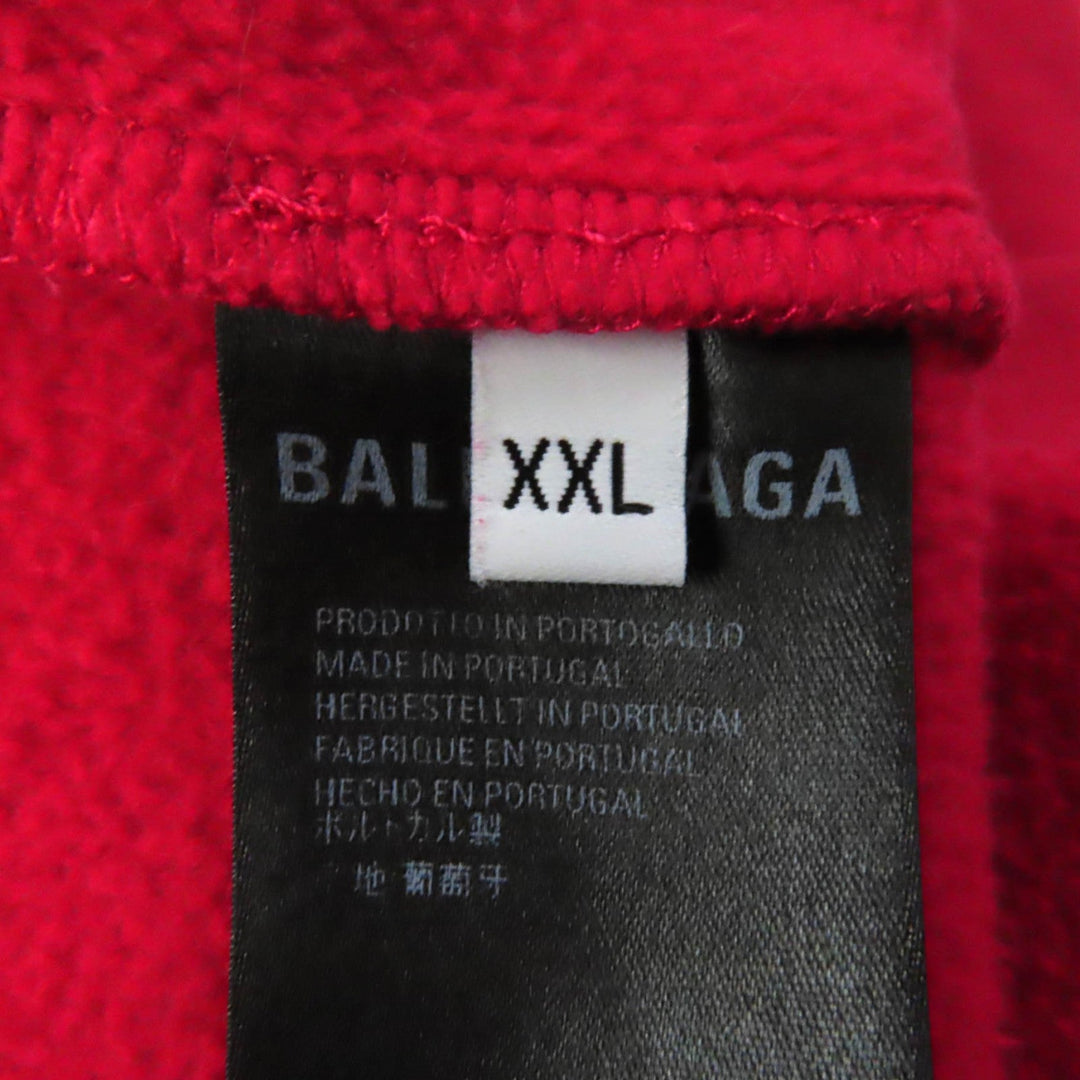 BAL AGA
XXL
PRODOTTO IN PORTOGALLO
MADE IN PORTUGAL
HERGESTELLT IN PORTUGAL
FABRIQUE EN PORTUGAL
HECHO EN PORTUGAL
ポルトガル製
地 葡萄牙